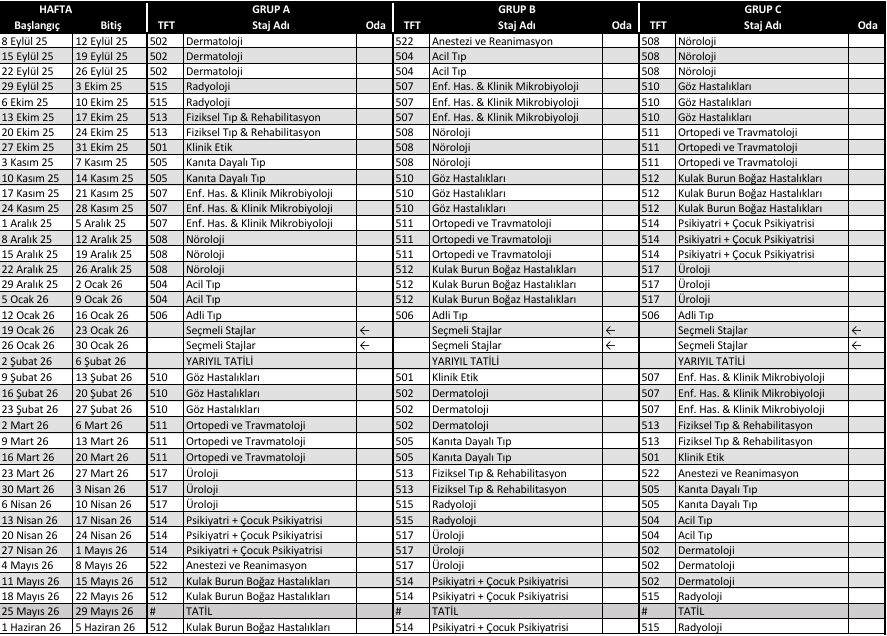 HAFTA GRUP A GRUP B GRUP C
Başlangıç Bitiş TFT Staj Adı Oda TFT Staj Adı Oda TFT Staj Adı Oda
8 Eylül 25 12 Eylül 25 502 Dermatoloji 522 Anestezi ve Reanimasyon 508 Nöroloji
15 Eylül 25 19 Eylül 25 502 Dermatoloji 504 Acil Tıp 508 Nöroloji
22 Eylül 25 26 Eylül 25 502 Dermatoloji 504 Acil Tıp 508 Nöroloji
29 Eylül 25 3 Ekim 25 515 Radyoloji 507 Enf. Has. & Klinik Mikrobiyoloji 510 Göz Hastalıkları
6 Ekim 25 10 Ekim 25 515 Radyoloji 507 Enf. Has. & Klinik Mikrobiyoloji 510 Göz Hastalıkları
13 Ekim 25 17 Ekim 25 513 Fiziksel Tıp & Rehabilitasyon 507 Enf. Has. & Klinik Mikrobiyoloji 510 Göz Hastalıkları
20 Ekim 25 24 Ekim 25 513 Fiziksel Tıp & Rehabilitasyon 508 Nöroloji 511 Ortopedi ve Travmatoloji
27 Ekim 25 31 Ekim 25 501 Klinik Etik 508 Nöroloji 511 Ortopedi ve Travmatoloji
3 Kasım 25 7 Kasım 25 505 Kanıta Dayalı Tıp 508 Nöroloji 511 Ortopedi ve Travmatoloji
10 Kasım 25 14 Kasım 25 505 Kanıta Dayalı Tıp 510 Göz Hastalıkları 512 Kulak Burun Boğaz Hastalıkları
17 Kasım 25 21 Kasım 25 507 Enf. Has. & Klinik Mikrobiyoloji 510 Göz Hastalıkları 512 Kulak Burun Boğaz Hastalıkları
24 Kasım 25 28 Kasım 25 507 Enf. Has. & Klinik Mikrobiyoloji 510 Göz Hastalıkları 512 Kulak Burun Boğaz Hastalıkları
1 Aralık 25 5 Aralık 25 507 Enf. Has. & Klinik Mikrobiyoloji 511 Ortopedi ve Travmatoloji 514 Psikiyatri + Çocuk Psikiyatrisi
8 Aralık 25 12 Aralık 25 508 Nöroloji 511 Ortopedi ve Travmatoloji 514 Psikiyatri + Çocuk Psikiyatrisi
15 Aralık 25 19 Aralık 25 508 Nöroloji 511 Ortopedi ve Travmatoloji 514 Psikiyatri + Çocuk Psikiyatrisi
22 Aralık 25 26 Aralık 25 508 Nöroloji 512 Kulak Burun Boğaz Hastalıkları 517 Üroloji
29 Aralık 25 2 Ocak 26 504 Acil Tıp 512 Kulak Burun Boğaz Hastalıkları 517 Üroloji
5 Ocak 26 9 Ocak 26 504 Acil Tıp 512 Kulak Burun Boğaz Hastalıkları 517 Üroloji
12 Ocak 26 16 Ocak 26 506 Adli Tıp 506 Adli Tıp 506 Adli Tıp
19 Ocak 26 23 Ocak 26 Seçmeli Stajlar ← Seçmeli Stajlar ← Seçmeli Stajlar ←
26 Ocak 26 30 Ocak 26 Seçmeli Stajlar ← Seçmeli Stajlar ← Seçmeli Stajlar ←
2 Şubat 26 6 Şubat 26 YARIYIL TATİLİ YARIYIL TATİLİ YARIYIL TATİLİ
9 Şubat 26 13 Şubat 26 510 Göz Hastalıkları 501 Klinik Etik 507 Enf. Has. & Klinik Mikrobiyoloji
16 Şubat 26 20 Şubat 26 510 Göz Hastalıkları 502 Dermatoloji 507 Enf. Has. & Klinik Mikrobiyoloji
23 Şubat 26 27 Şubat 26 510 Göz Hastalıkları 502 Dermatoloji 507 Enf. Has. & Klinik Mikrobiyoloji
2 Mart 26 6 Mart 26 511 Ortopedi ve Travmatoloji 502 Dermatoloji 513 Fiziksel Tıp & Rehabilitasyon
9 Mart 26 13 Mart 26 511 Ortopedi ve Travmatoloji 505 Kanıta Dayalı Tıp 513 Fiziksel Tıp & Rehabilitasyon
16 Mart 26 20 Mart 26 511 Ortopedi ve Travmatoloji 505 Kanıta Dayalı Tıp 501 Klinik Etik
23 Mart 26 27 Mart 26 517 Üroloji 513 Fiziksel Tıp & Rehabilitasyon 522 Anestezi ve Reanimasyon
30 Mart 26 3 Nisan 26 517 Üroloji 513 Fiziksel Tıp & Rehabilitasyon 505 Kanıta Dayalı Tıp
6 Nisan 26 10 Nisan 26 517 Üroloji 515 Radyoloji 505 Kanıta Dayalı Tıp
13 Nisan 26 17 Nisan 26 514 Psikiyatri + Çocuk Psikiyatrisi 515 Radyoloji 504 Acil Tıp
20 Nisan 26 24 Nisan 26 514 Psikiyatri + Çocuk Psikiyatrisi 517 Üroloji 504 Acil Tıp
27 Nisan 26 1 Mayıs 26 514 Psikiyatri + Çocuk Psikiyatrisi 517 Üroloji 502 Dermatoloji
4 Mayıs 26 8 Mayıs 26 522 Anestezi ve Reanimasyon 517 Üroloji 502 Dermatoloji
11 Mayıs 26 15 Mayıs 26 512 Kulak Burun Boğaz Hastalıkları 514 Psikiyatri + Çocuk Psikiyatrisi 502 Dermatoloji
18 Mayıs 26 22 Mayıs 26 512 Kulak Burun Boğaz Hastalıkları 514 Psikiyatri + Çocuk Psikiyatrisi 515 Radyoloji
25 Mayıs 26 29 Mayıs 26 # TATİL # TATİL # TATİL
1 Haziran 26 5 Haziran 26 512 Kulak Burun Boğaz Hastalıkları 514 Psikiyatri + Çocuk Psikiyatrisi 515 Radyoloji